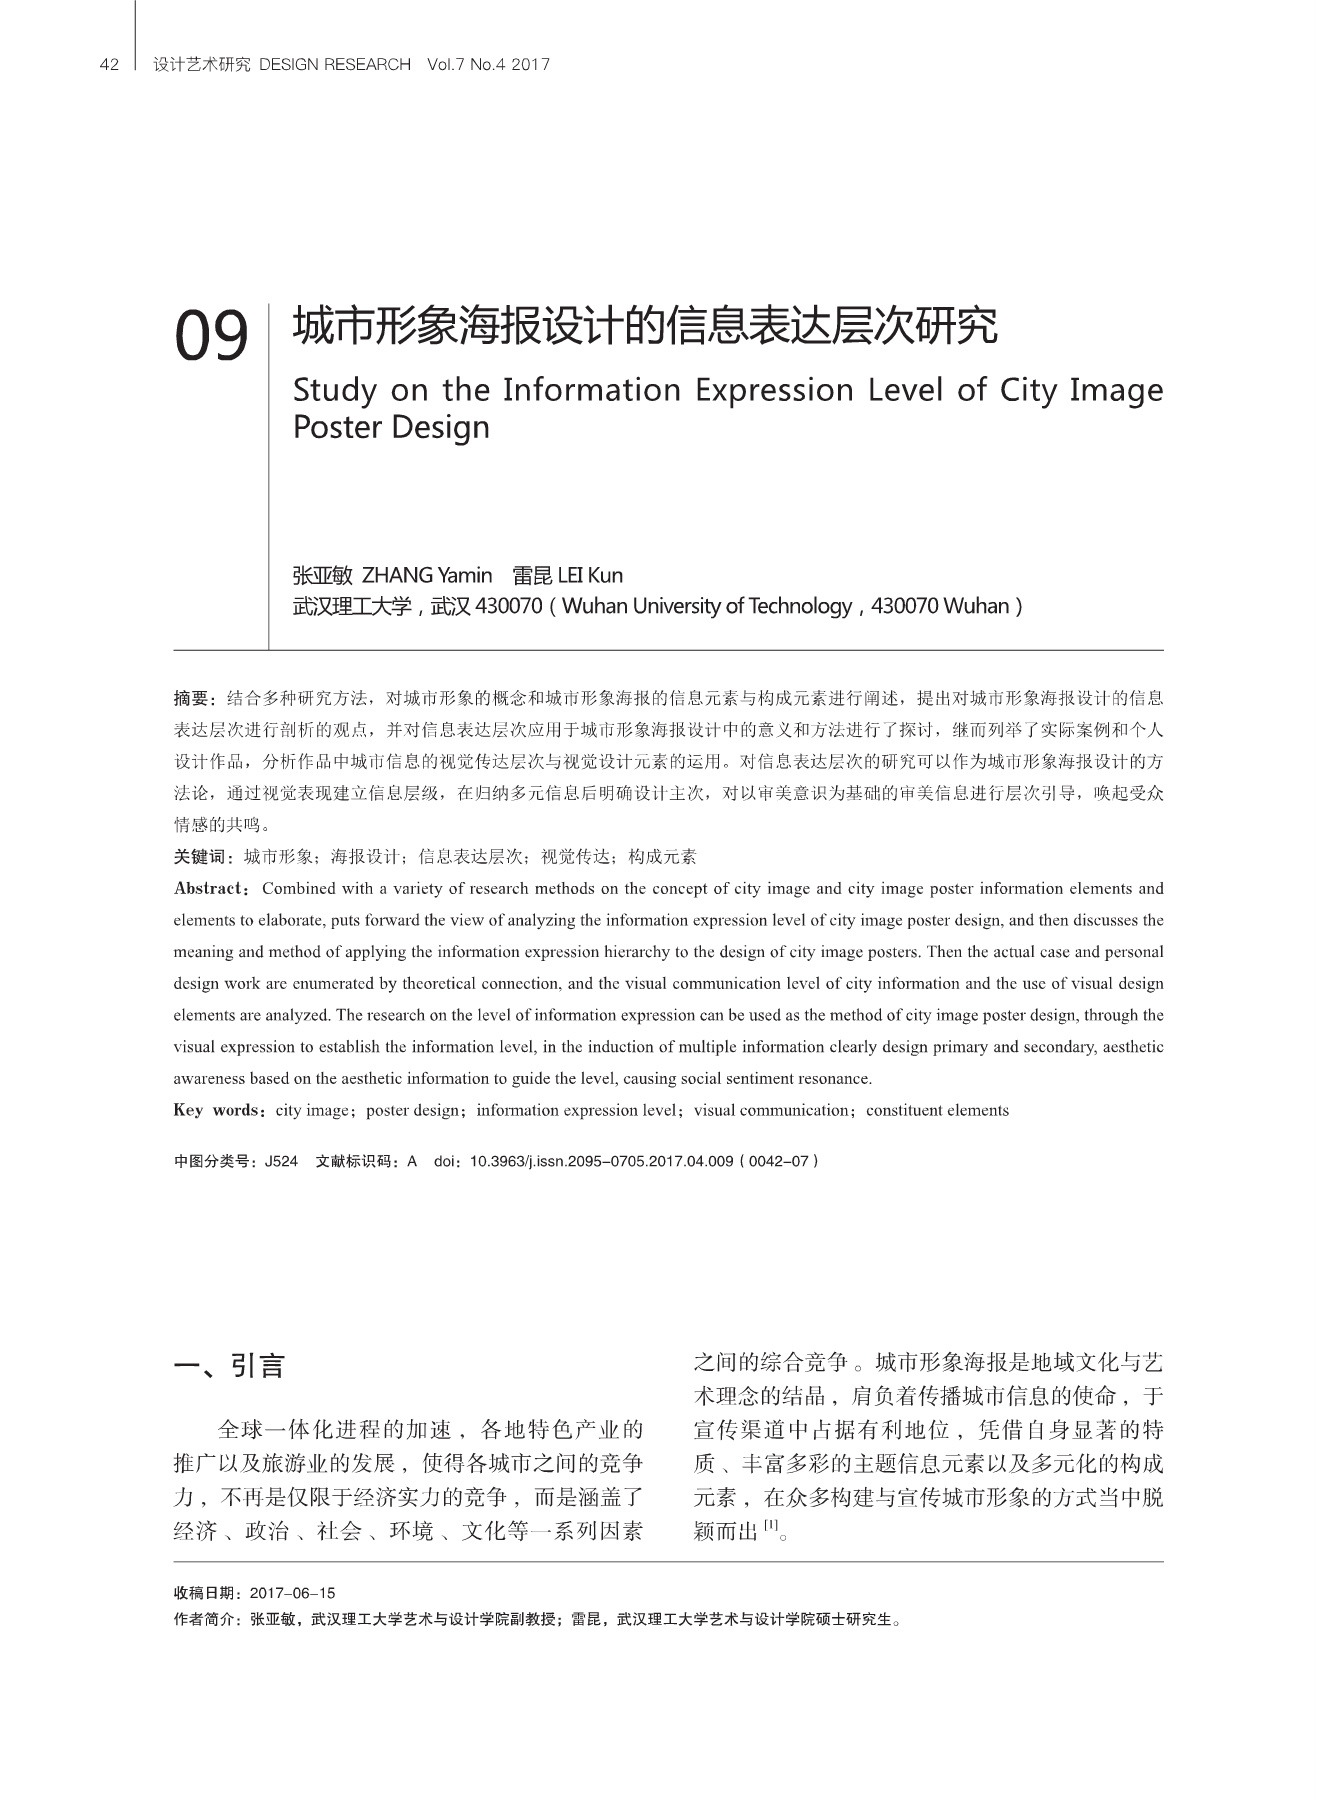 42 设计艺术研究 DESIGN RESEARCH Vol.7 No.4 2017
09
城市形象海报设计的信息表达层次研究
Study on the Information Expression Level of City Image
Poster Design
张亚敏 ZHANG Yamin 雷昆 LEI Kun
武汉理工大学，武汉 430070（Wuhan University of Technology，430070 Wuhan）
摘要：结合多种研究方法，对城市形象的概念和城市形象海报的信息元素与构成元素进行阐述，提出对城市形象海报设计的信息
表达层次进行剖析的观点，并对信息表达层次应用于城市形象海报设计中的意义和方法进行了探讨，继而列举了实际案例和个人
设计作品，分析作品中城市信息的视觉传达层次与视觉设计元素的运用。对信息表达层次的研究可以作为城市形象海报设计的方
法论，通过视觉表现建立信息层级，在归纳多元信息后明确设计主次，对以审美意识为基础的审美信息进行层次引导，唤起受众
情感的共鸣。
关键词：城市形象；海报设计；信息表达层次；视觉传达；构成元素
Abstract：Combined with a variety of research methods on the concept of city image and city image poster information elements and
elements to elaborate, puts forward the view of analyzing the information expression level of city image poster design, and then discusses the
meaning and method of applying the information expression hierarchy to the design of city image posters. Then the actual case and personal
design work are enumerated by theoretical connection, and the visual communication level of city information and the use of visual design
elements are analyzed. The research on the level of information expression can be used as the method of city image poster design, through the
visual expression to establish the information level, in the induction of multiple information clearly design primary and secondary, aesthetic
awareness based on the aesthetic information to guide the level, causing social sentiment resonance.
Key words：city image；poster design；information expression level；visual communication；constituent elements
中图分类号：J524 文献标识码：A doi：10.3963/j.issn.2095-0705.2017.04.009（0042-07）
一、引言
全球一体化进程的加速，各地特色产业的
推广以及旅游业的发展，使得各城市之间的竞争
力，不再是仅限于经济实力的竞争，而是涵盖了
经济、政治、社会、环境、文化等一系列因素
之间的综合竞争。城市形象海报是地域文化与艺
术理念的结晶，肩负着传播城市信息的使命，于
宣传渠道中占据有利地位，凭借自身显著的特
质、丰富多彩的主题信息元素以及多元化的构成
元素，在众多构建与宣传城市形象的方式当中脱
颖而出[1]。
收稿日期：2017-06-15
作者简介：张亚敏，武汉理工大学艺术与设计学院副教授；雷昆，武汉理工大学艺术与设计学院硕士研究生。